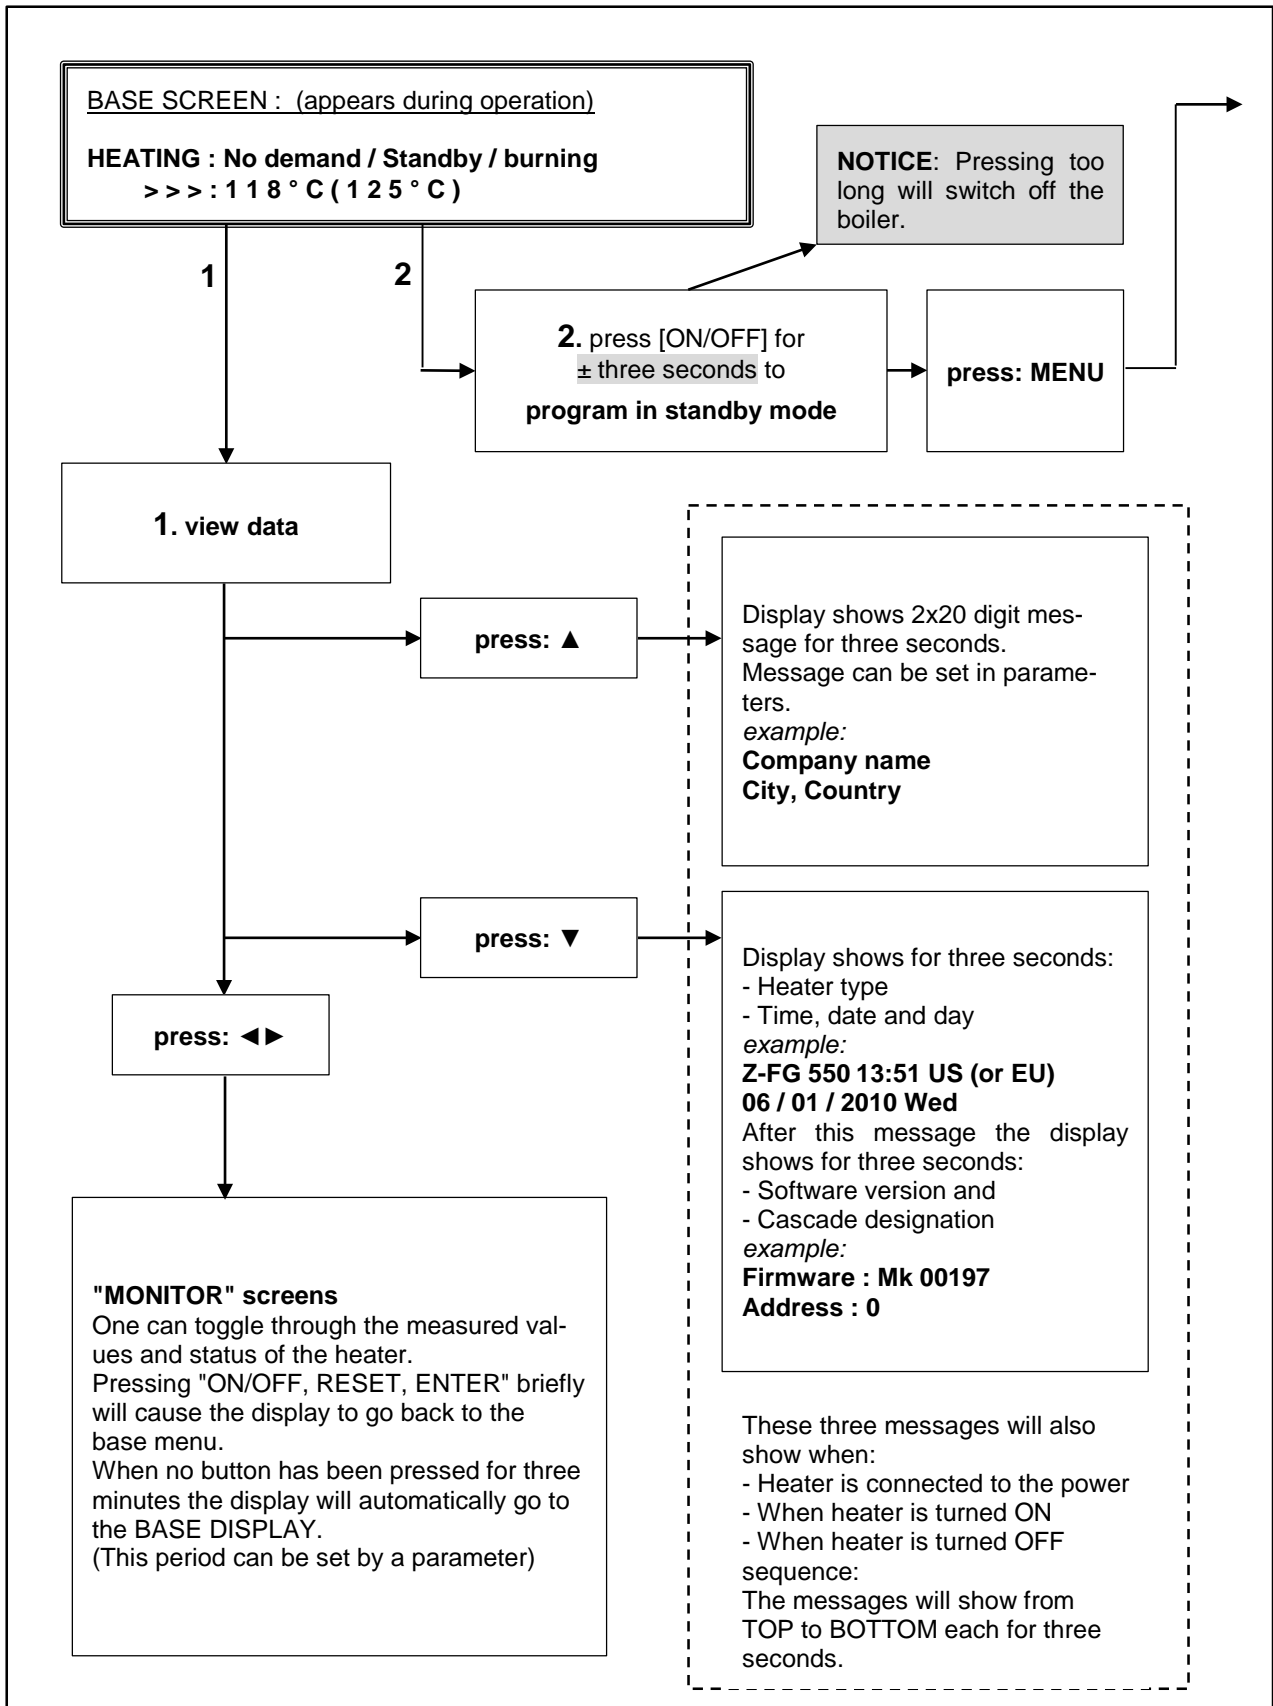 BASE SCREEN :  (appears during operation)
HEATING : No demand / Standby / burning
> > > : 1 1 8 ° C ( 1 2 5 ° C )
NOTICE: Pressing too
long will switch off the
boiler.
1
2
2. press [ON/OFF] for
± three seconds to
program in standby mode
press: MENU
1. view data
press: ▲
Display shows 2x20 digit mes-
sage for three seconds.
Message can be set in parame-
ters.
example:
Company name
City, Country
press: ▼
Display shows for three seconds:
- Heater type
- Time, date and day
example:
Z-FG 550 13:51 US (or EU)
06 / 01 / 2010 Wed
After this message the display
shows for three seconds:
- Software version and
- Cascade designation
example:
Firmware : Mk 00197
Address : 0
press: ◄►
"MONITOR" screens
One can toggle through the measured val-
ues and status of the heater.
Pressing "ON/OFF, RESET, ENTER" briefly
will cause the display to go back to the
base menu.
When no button has been pressed for three
minutes the display will automatically go to
the BASE DISPLAY.
(This period can be set by a parameter)
These three messages will also
show when:
- Heater is connected to the power
- When heater is turned ON
- When heater is turned OFF
sequence:
The messages will show from
TOP to BOTTOM each for three
seconds.